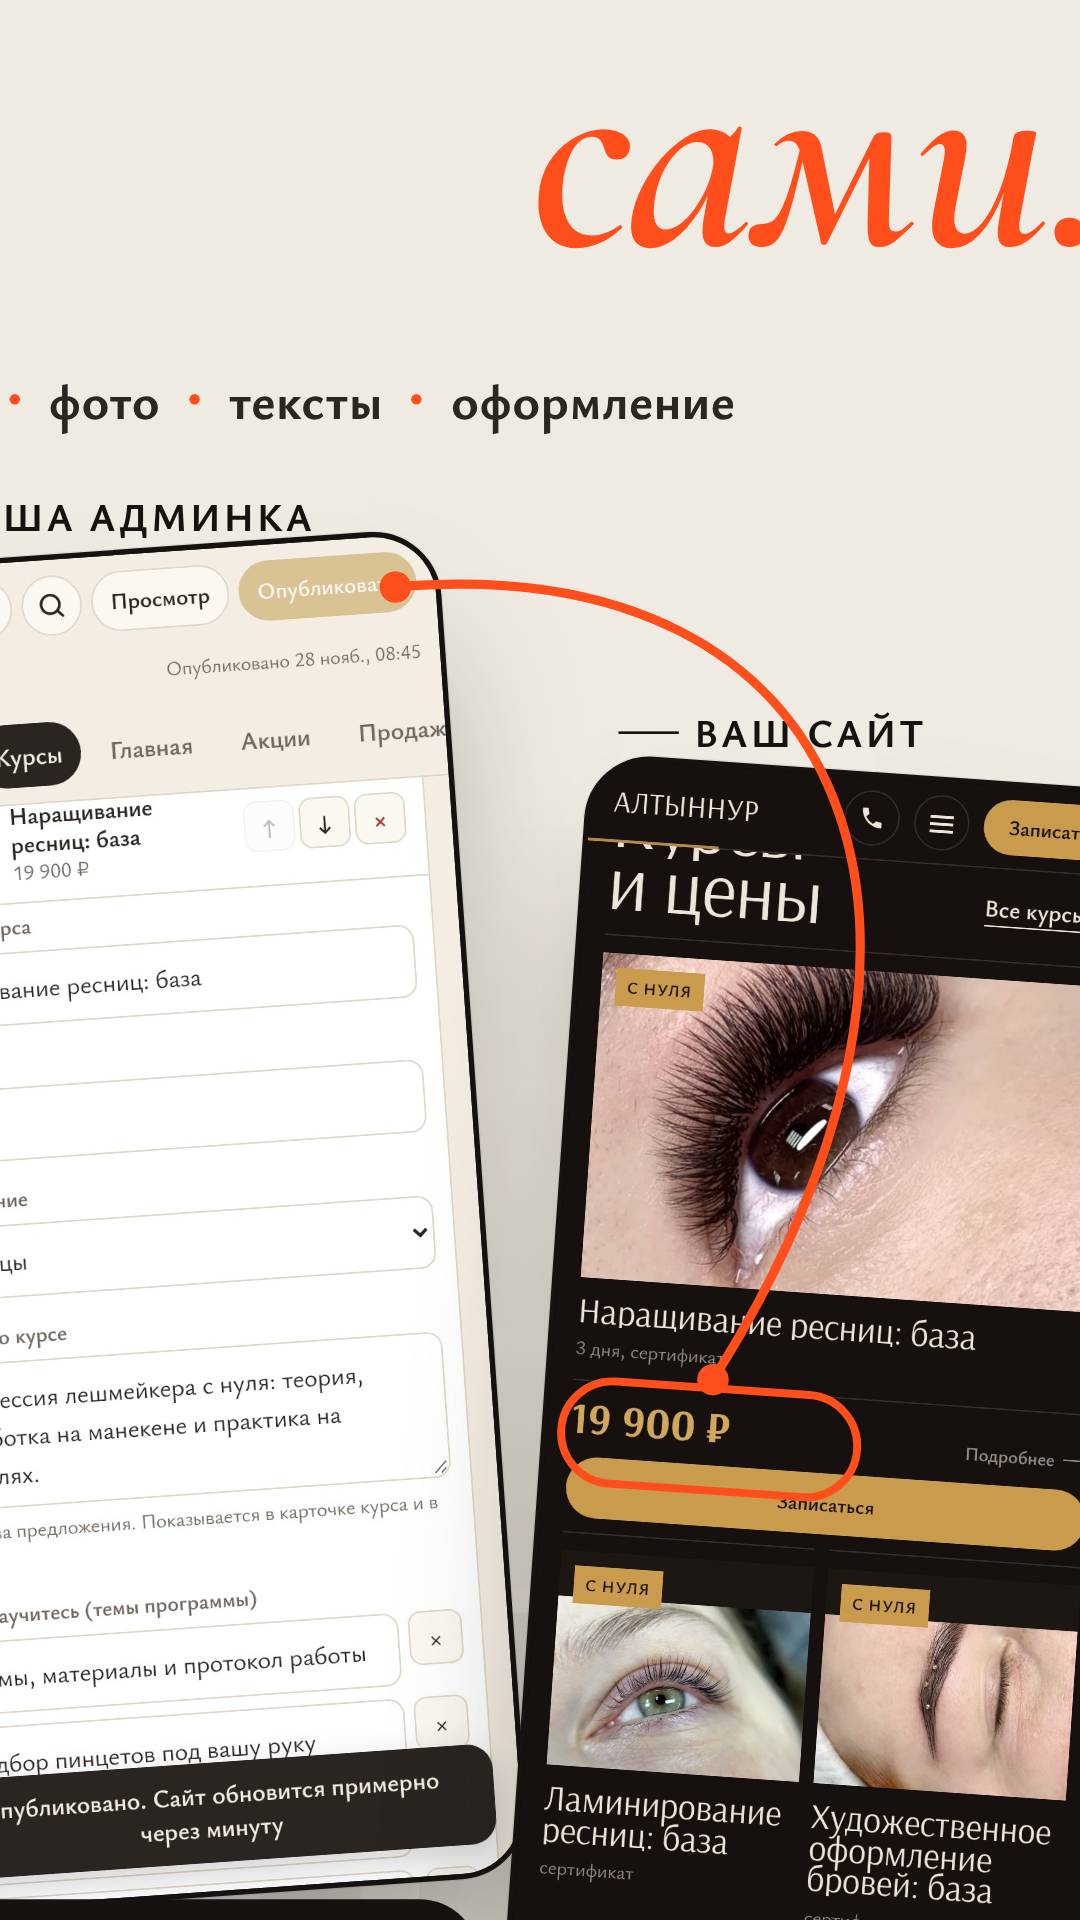 сами.
• фото • тексты • оформление
ША АДМИНКА
Просмотр
Опубликоват
Опубликовано 28 нояб., 08:45
Курсы Главная Акции Продаж
Наращивание
ресниц: база
19 900 ₽
рса
вание ресниц: база
ние
цы
о курсе
ессия лешмейкера с нуля: теория,
ботка на манекене и практика на
лях.
ва предложения. Показывается в карточке курса и в
аучитесь (темы программы)
мы, материалы и протокол работы
дбор пинцетов под вашу руку
публиковано. Сайт обновится примерно
через минуту
— ВАШ САЙТ
АЛТЫННУР
Записат
Курсы
и цены
Все курсы
С НУЛЯ
Наращивание ресниц: база
3 дня, сертификат
19 900 ₽
Подробнее —
Записаться
С НУЛЯ
Ламинирование
ресниц: база
сертификат
С НУЛЯ
Художественное
оформление
бровей: база